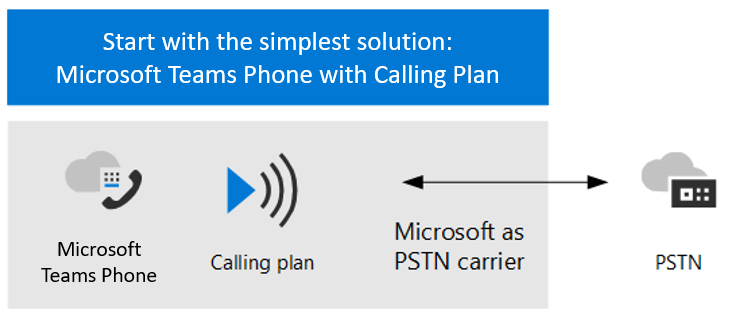 Start with the simplest solution:
Microsoft Teams Phone with Calling Plan
Microsoft
Teams Phone
Calling plan
Microsoft as
PSTN carrier
PSTN